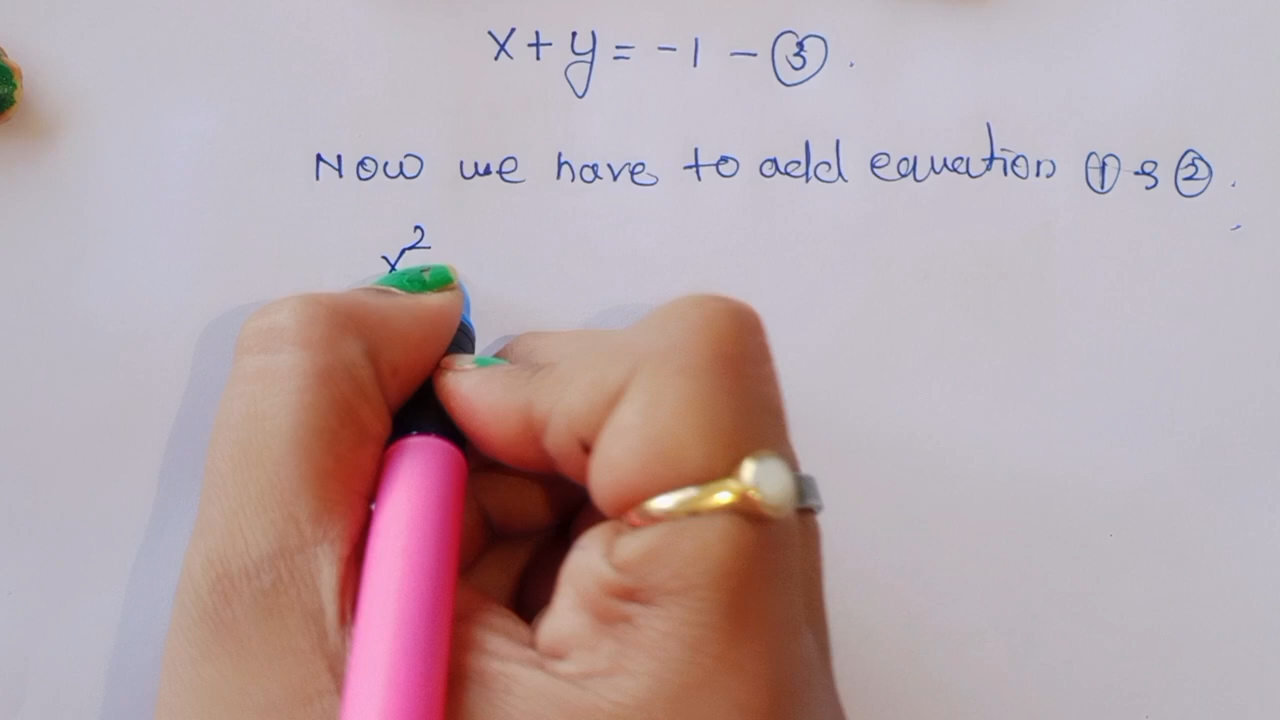 x+y = -1 - ③.
Now we have to add equation ① & ②.
x²